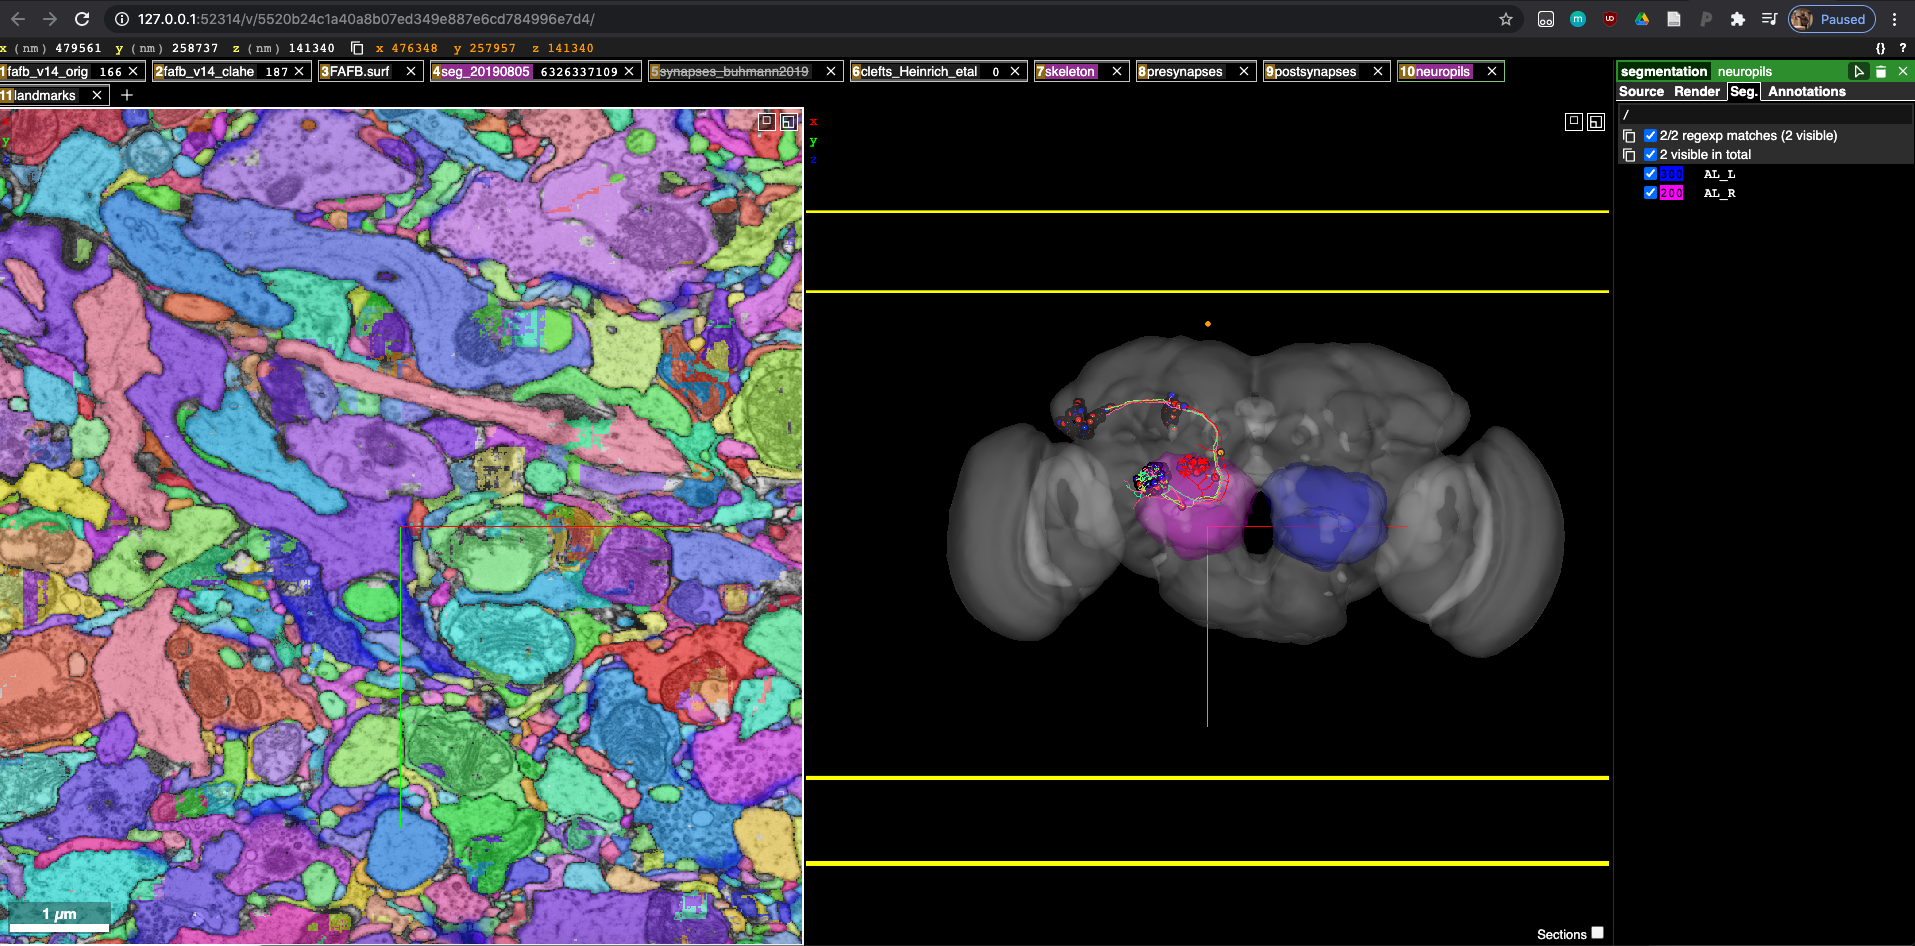 127.0.0.1:52314/v/5520b24c1a40a8b07ed349e887e6cd784996e7d4/
Paused
x (nm) 479561 y (nm) 258737 z (nm) 141340 x 476348 y 257957 z 141340 {} ?
1fafb_v14_orig 166 2fafb_v14_clahe 187 3FAFB.surf 4seg_20190805 6326337109 5synapses_buhmann2019 6clefts_Heinrich_etal 0 7skeleton 8presynapses 9postsynapses 10neuropils
11landmarks +
segmentation neuropils
Source Render Seg. Annotations
/
2/2 regexp matches (2 visible)
2 visible in total
300 AL_L
200 AL_R
x
y
z
y
1 µm
Sections